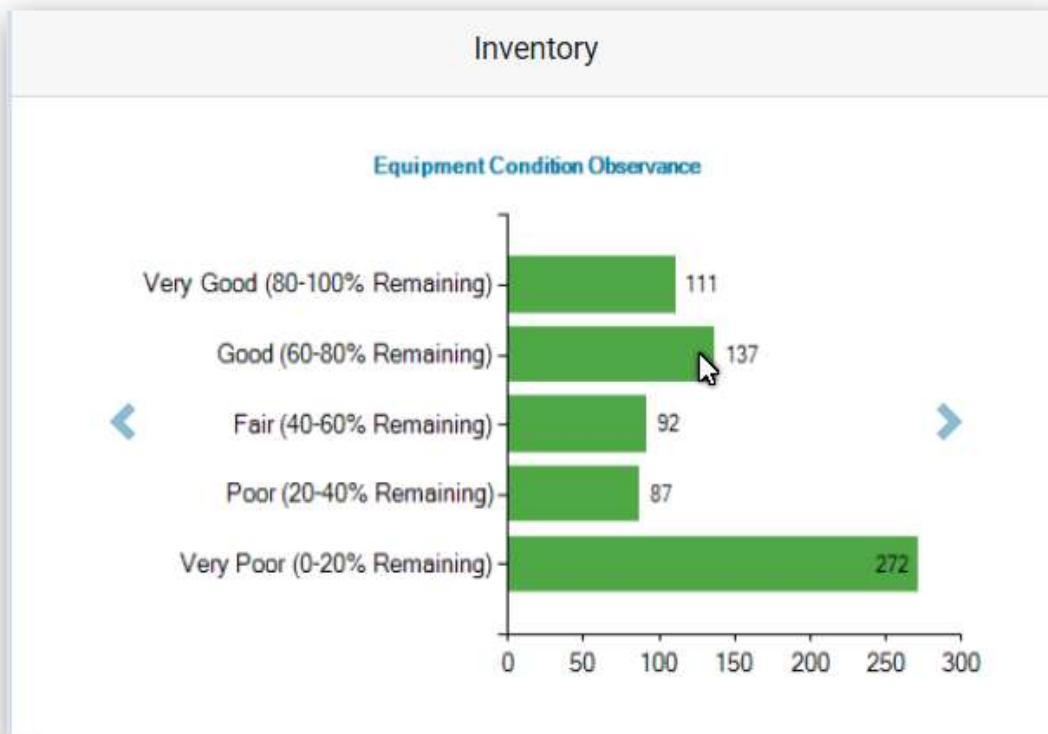 Inventory
Equipment Condition Observance
Very Good (80-100% Remaining) 111
Good (60-80% Remaining) 137
Fair (40-60% Remaining) 92
Poor (20-40% Remaining) 87
Very Poor (0-20% Remaining) 272
0 50 100 150 200 250 300